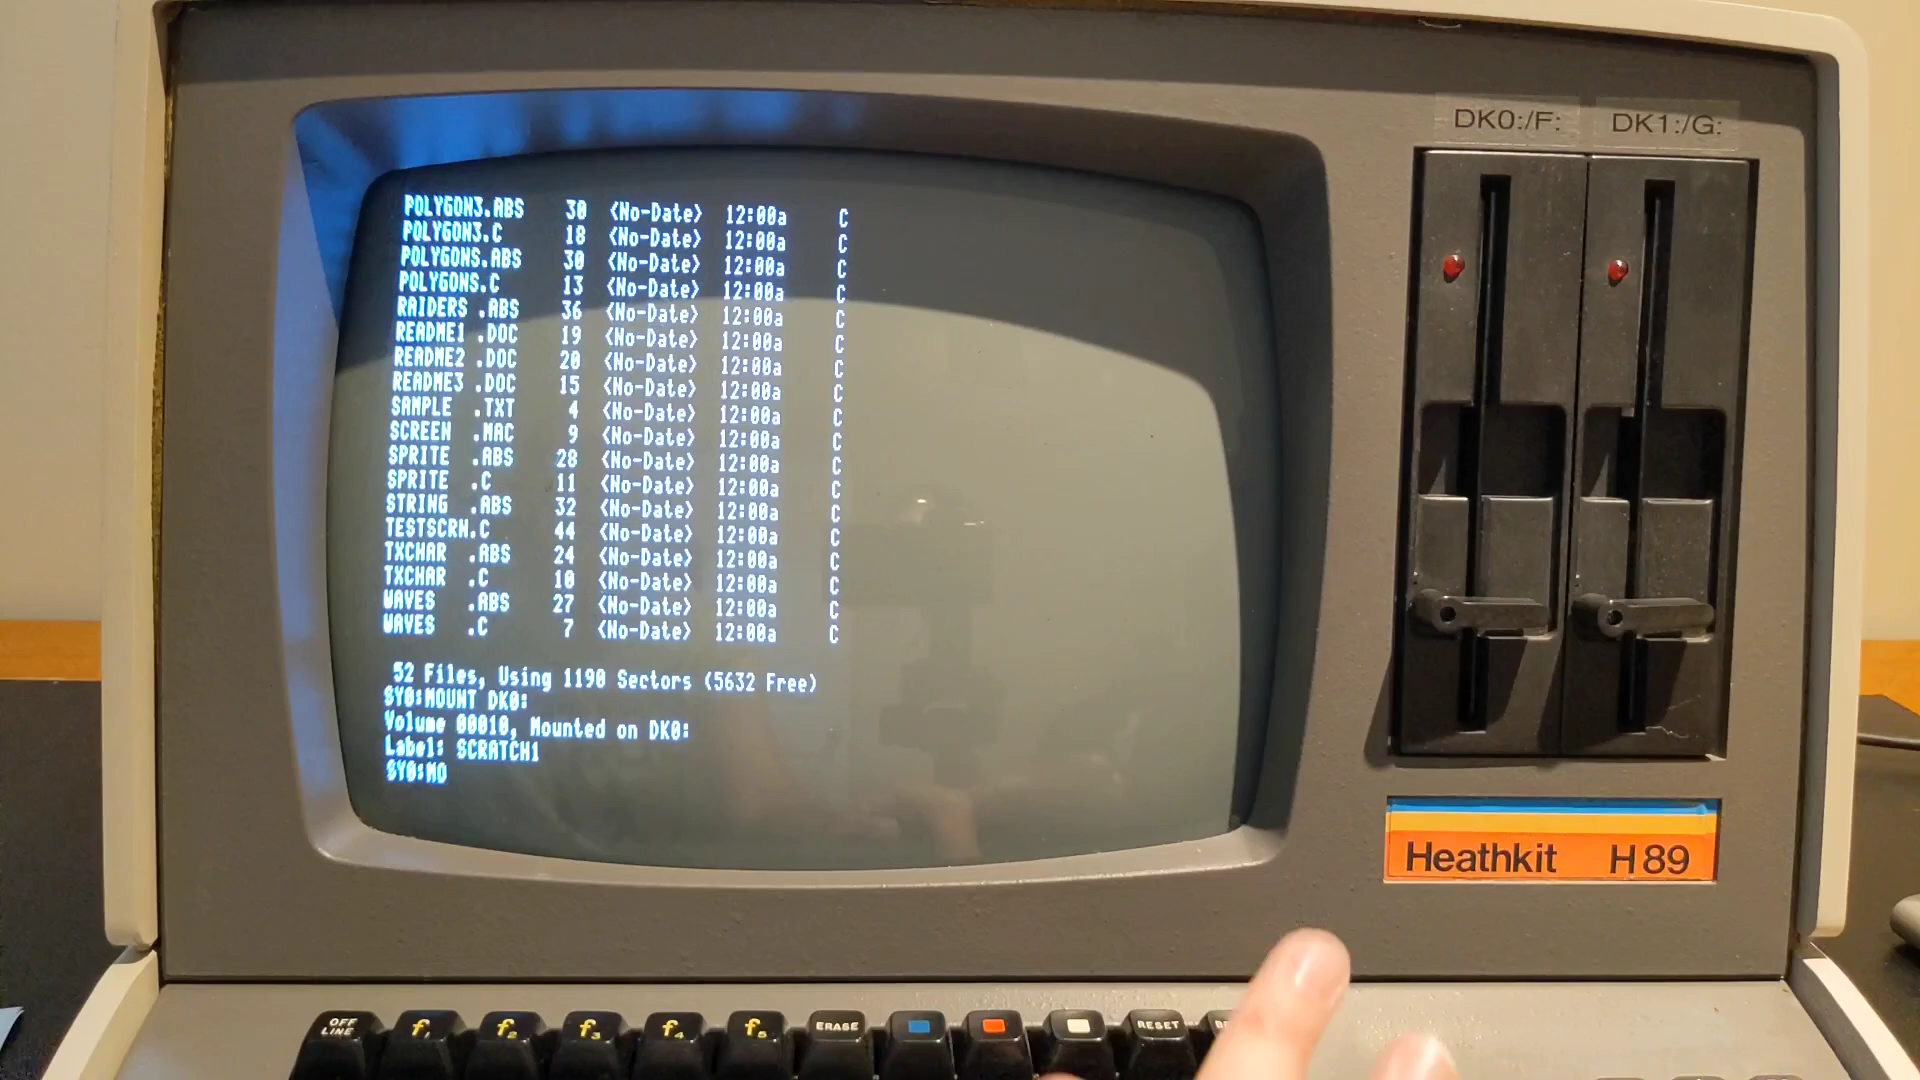 DK0:/F: DK1:/G:
POLYGON3.ABS 30 <No-Date> 12:00a C
POLYGON3.C 18 <No-Date> 12:00a C
POLYGONS.ABS 30 <No-Date> 12:00a C
POLYGONS.C 13 <No-Date> 12:00a C
RAIDERS .ABS 36 <No-Date> 12:00a C
README1 .DOC 19 <No-Date> 12:00a C
README2 .DOC 20 <No-Date> 12:00a C
README3 .DOC 15 <No-Date> 12:00a C
SAMPLE .TXT 4 <No-Date> 12:00a C
SCREEN .MAC 9 <No-Date> 12:00a C
SPRITE .ABS 28 <No-Date> 12:00a C
SPRITE .C 11 <No-Date> 12:00a C
STRING .ABS 32 <No-Date> 12:00a C
TESTSCRN.C 44 <No-Date> 12:00a C
TXCHAR .ABS 24 <No-Date> 12:00a C
TXCHAR .C 10 <No-Date> 12:00a C
WAVES .ABS 27 <No-Date> 12:00a C
WAVES .C 7 <No-Date> 12:00a C
52 Files, Using 1190 Sectors (5632 Free)
SY0:MOUNT DK0:
Volume 00010, Mounted on DK0:
Label: SCRATCH1
SY0:MO
Heathkit H89
OFF LINE f1 f2 f3 f4 f5 ERASE RESET